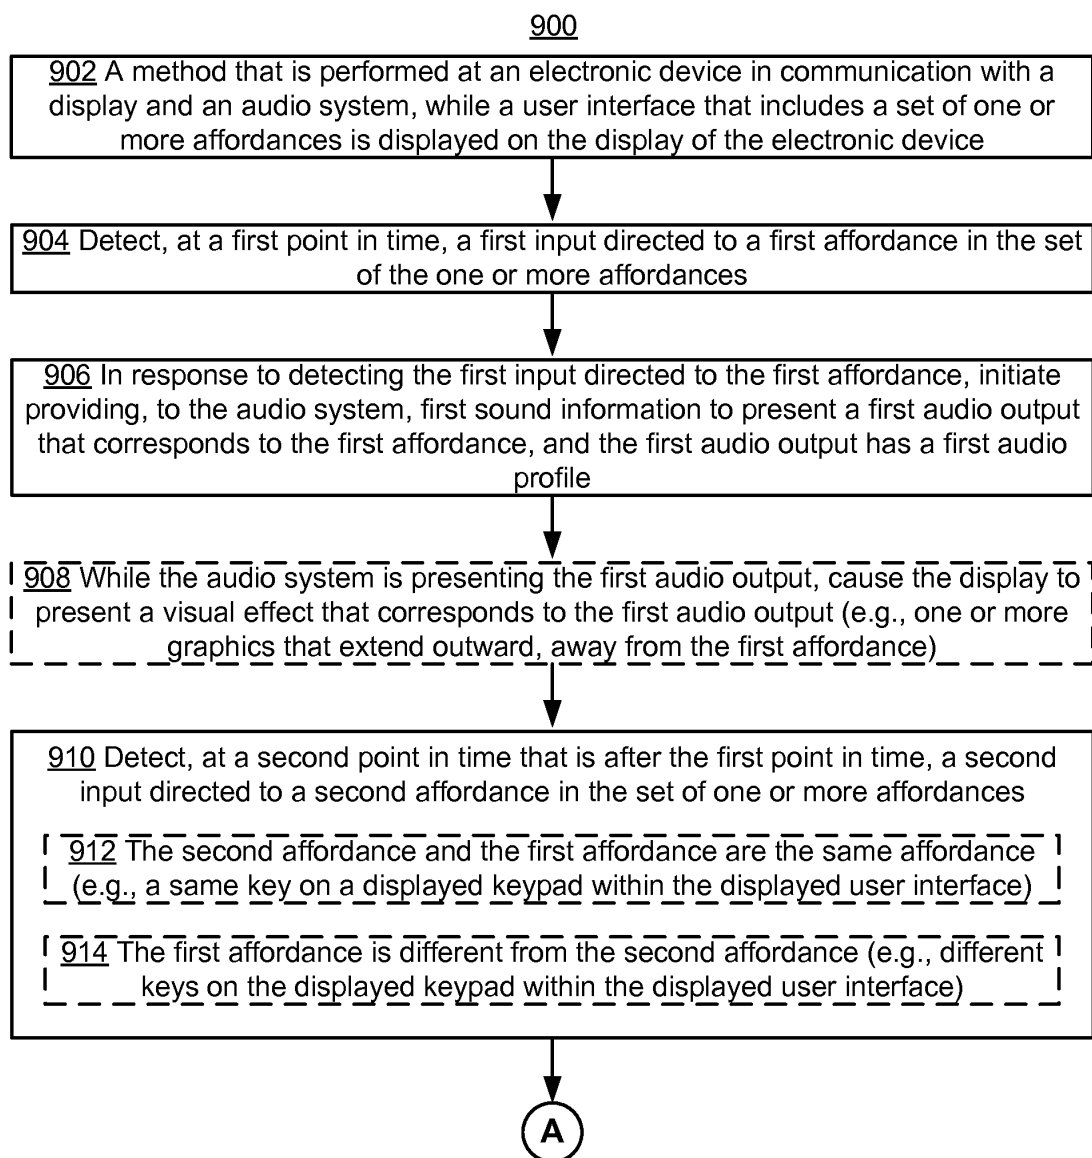 900
902 A method that is performed at an electronic device in communication with a
display and an audio system, while a user interface that includes a set of one or
more affordances is displayed on the display of the electronic device
904 Detect, at a first point in time, a first input directed to a first affordance in the set
of the one or more affordances
906 In response to detecting the first input directed to the first affordance, initiate
providing, to the audio system, first sound information to present a first audio output
that corresponds to the first affordance, and the first audio output has a first audio
profile
908 While the audio system is presenting the first audio output, cause the display to
present a visual effect that corresponds to the first audio output (e.g., one or more
graphics that extend outward, away from the first affordance)
910 Detect, at a second point in time that is after the first point in time, a second
input directed to a second affordance in the set of one or more affordances
912 The second affordance and the first affordance are the same affordance
(e.g., a same key on a displayed keypad within the displayed user interface)
914 The first affordance is different from the second affordance (e.g., different
keys on the displayed keypad within the displayed user interface)
A